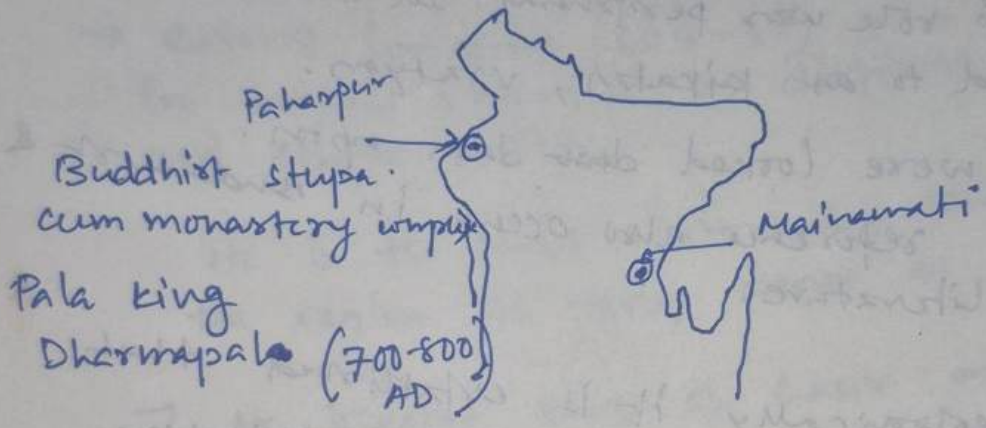 Paharpur
Buddhist stupa.
cum monastery complex
Pala king
Dharmapala (700-800)
AD
Mainamati